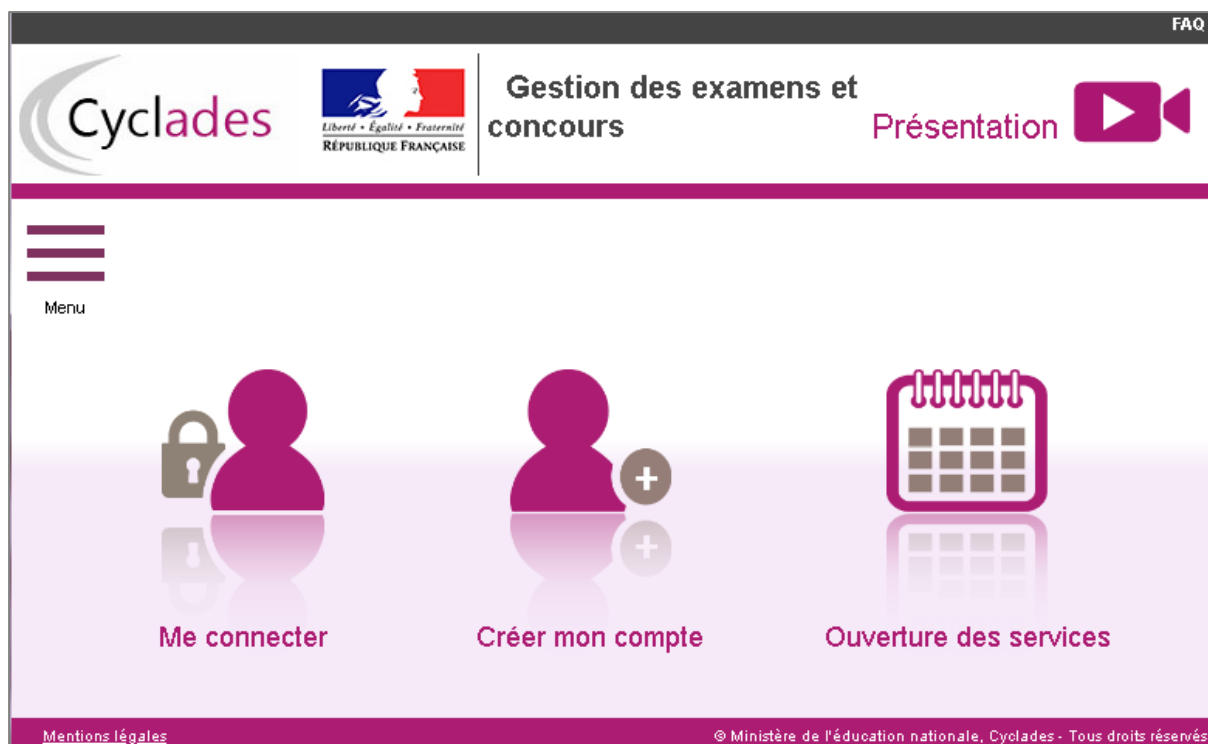 FAQ
Cyclades
Liberté • Égalité • Fraternité
RÉPUBLIQUE FRANÇAISE
Gestion des examens et
concours
Présentation
Menu
Me connecter
Créer mon compte
Ouverture des services
Mentions légales
© Ministère de l'éducation nationale, Cyclades - Tous droits réservés